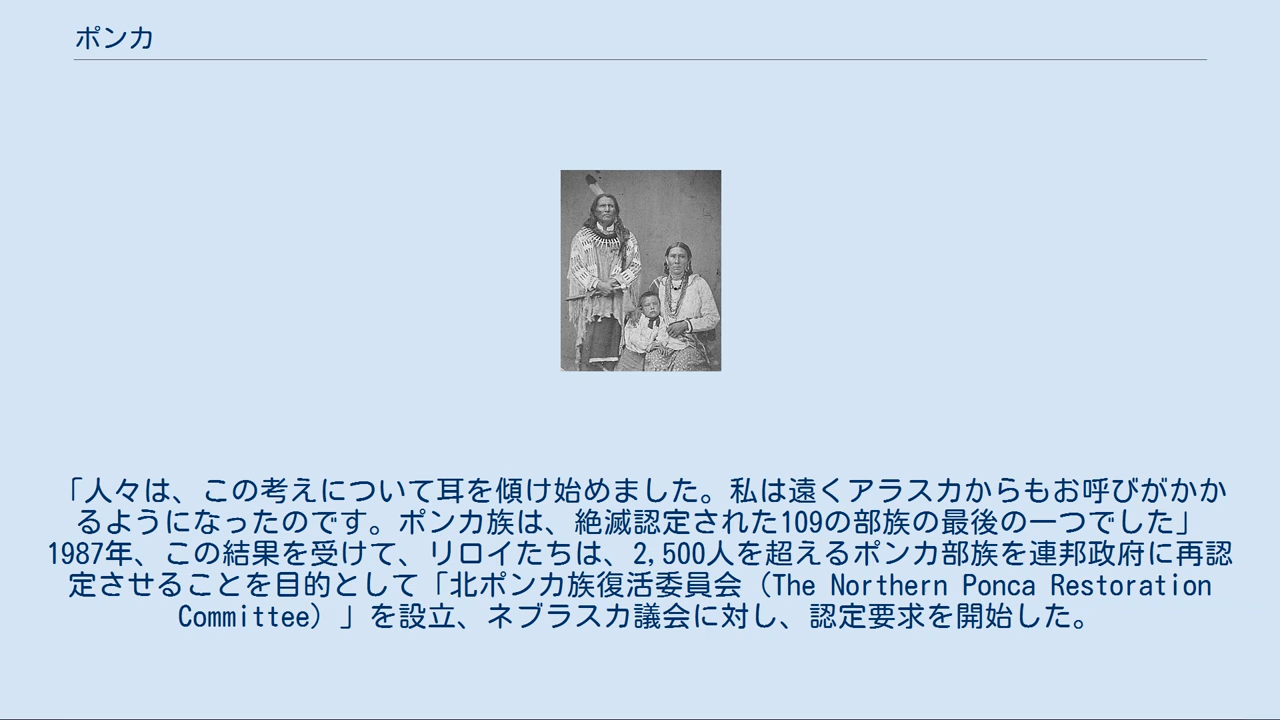 ポンカ
「人々は、この考えについて耳を傾け始めました。私は遠くアラスカからもお呼びがかか
るようになったのです。ポンカ族は、絶滅認定された109の部族の最後の一つでした」
1987年、この結果を受けて、リロイたちは、2,500人を超えるポンカ部族を連邦政府に再認
定させることを目的として「北ポンカ族復活委員会（The Northern Ponca Restoration
Committee）」を設立、ネブラスカ議会に対し、認定要求を開始した。